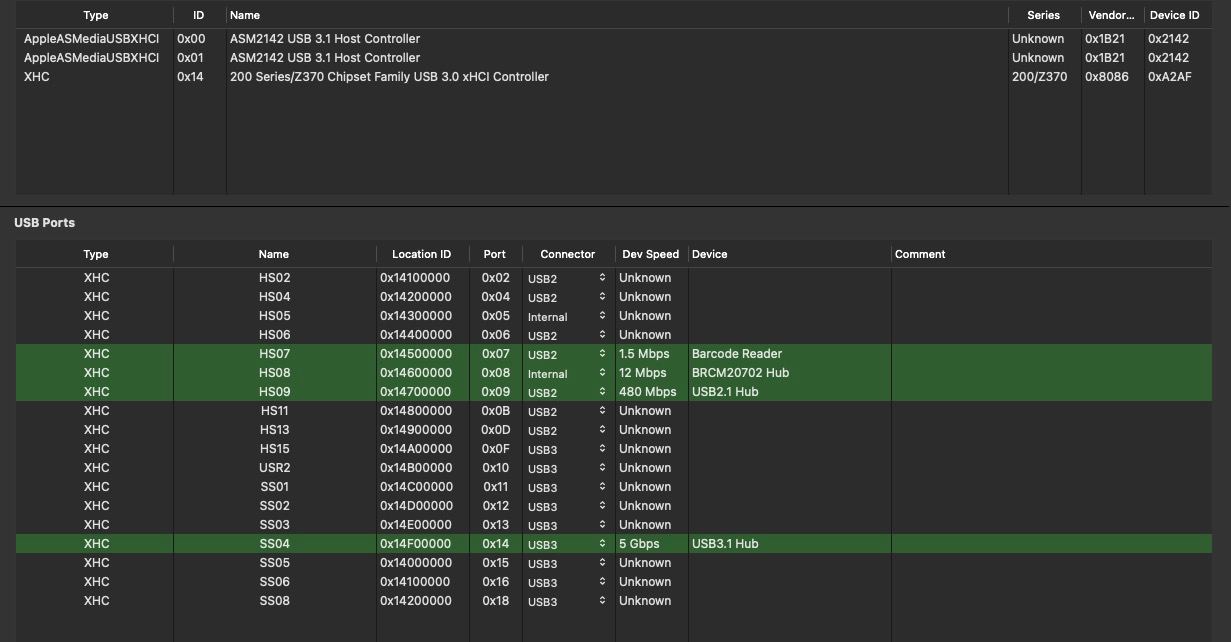 Type ID Name Series Vendor... Device ID
AppleASMediaUSBXHCI 0x00 ASM2142 USB 3.1 Host Controller Unknown 0x1B21 0x2142
AppleASMediaUSBXHCI 0x01 ASM2142 USB 3.1 Host Controller Unknown 0x1B21 0x2142
XHC 0x14 200 Series/Z370 Chipset Family USB 3.0 xHCI Controller 200/Z370 0x8086 0xA2AF
USB Ports
Type Name Location ID Port Connector Dev Speed Device Comment
XHC HS02 0x14100000 0x02 USB2 Unknown
XHC HS04 0x14200000 0x04 USB2 Unknown
XHC HS05 0x14300000 0x05 Internal Unknown
XHC HS06 0x14400000 0x06 USB2 Unknown
XHC HS07 0x14500000 0x07 USB2 1.5 Mbps Barcode Reader
XHC HS08 0x14600000 0x08 Internal 12 Mbps BRCM20702 Hub
XHC HS09 0x14700000 0x09 USB2 480 Mbps USB2.1 Hub
XHC HS11 0x14800000 0x0B USB2 Unknown
XHC HS13 0x14900000 0x0D USB2 Unknown
XHC HS15 0x14A00000 0x0F USB3 Unknown
XHC USR2 0x14B00000 0x10 USB3 Unknown
XHC SS01 0x14C00000 0x11 USB3 Unknown
XHC SS02 0x14D00000 0x12 USB3 Unknown
XHC SS03 0x14E00000 0x13 USB3 Unknown
XHC SS04 0x14F00000 0x14 USB3 5 Gbps USB3.1 Hub
XHC SS05 0x14000000 0x15 USB3 Unknown
XHC SS06 0x14100000 0x16 USB3 Unknown
XHC SS08 0x14200000 0x18 USB3 Unknown